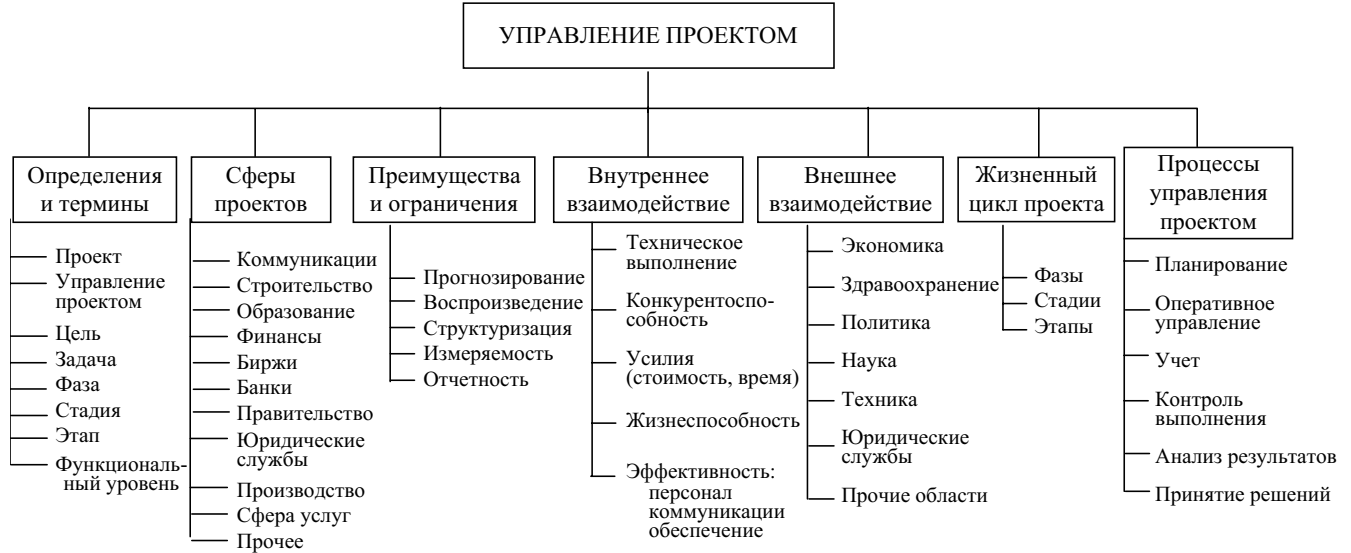 УПРАВЛЕНИЕ ПРОЕКТОМ
Определения
и термины
Проект
Управление
проектом
Цель
Задача
Фаза
Стадия
Этап
Функциональ-
ный уровень
Сферы
проектов
Коммуникации
Строительство
Образование
Финансы
Биржи
Банки
Правительство
Юридические
службы
Производство
Сфера услуг
Прочее
Преимущества
и ограничения
Прогнозирование
Воспроизведение
Структуризация
Измеряемость
Отчетность
Внутреннее
взаимодействие
Техническое
выполнение
Конкурентоспо-
собность
Усилия
(стоимость, время)
Жизнеспособность
Эффективность:
персонал
коммуникации
обеспечение
Внешнее
взаимодействие
Экономика
Здравоохранение
Политика
Наука
Техника
Юридические
службы
Прочие области
Жизненный
цикл проекта
Фазы
Стадии
Этапы
Процессы
управления
проектом
Планирование
Оперативное
управление
Учет
Контроль
выполнения
Анализ результатов
Принятие решений